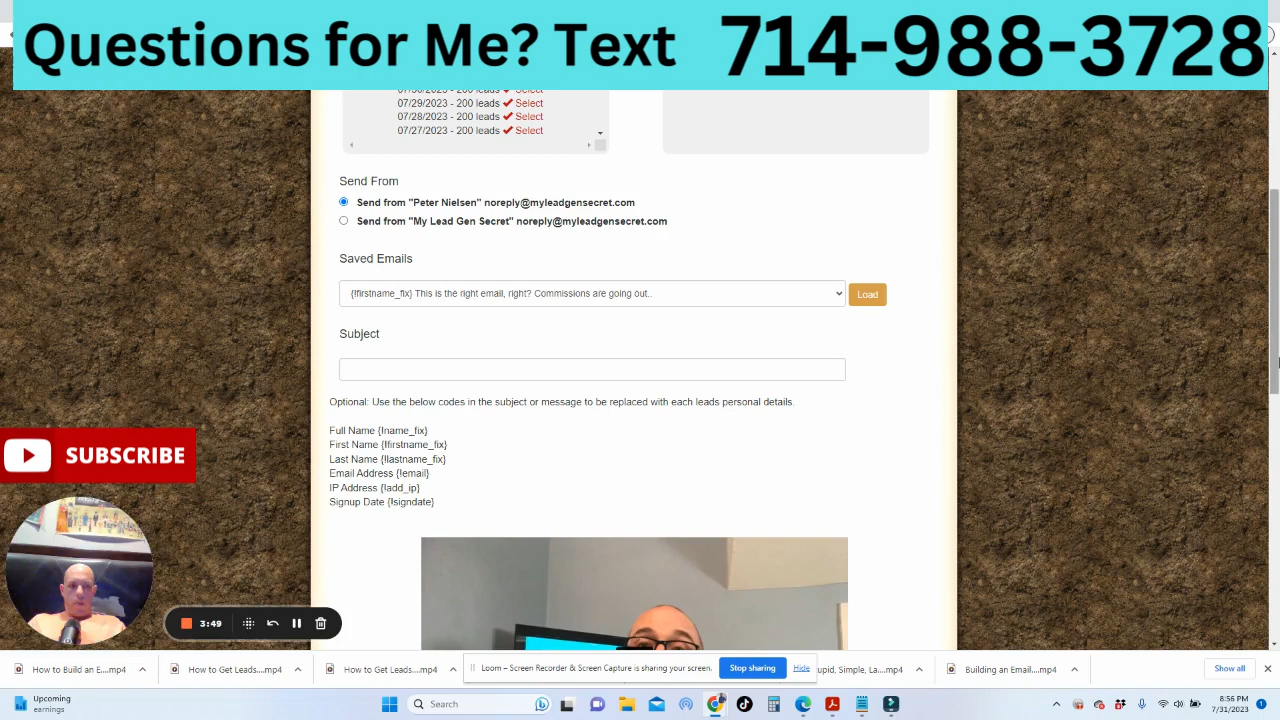 Questions for Me? Text 714-988-3728
07/29/2023 - 200 leads ✔ Select
07/28/2023 - 200 leads ✔ Select
07/27/2023 - 200 leads ✔ Select
Send From
Send from "Peter Nielsen" noreply@myleadgensecret.com
Send from "My Lead Gen Secret" noreply@myleadgensecret.com
Saved Emails
{!firstname_fix} This is the right email, right? Commissions are going out..
Load
Subject
Optional: Use the below codes in the subject or message to be replaced with each leads personal details.
Full Name {!name_fix}
First Name {!firstname_fix}
Last Name {!lastname_fix}
Email Address {!email}
IP Address {!add_ip}
Signup Date {!signdate}
SUBSCRIBE
3:49
How to Build an E....mp4
How to Get Leads....mp4
How to Get Leads....mp4
Loom – Screen Recorder & Screen Capture is sharing your screen.
Stop sharing
Hide
upid, Simple, La....mp4
Building an Email....mp4
Show all
Upcoming
earnings
Search
8:56 PM
7/31/2023
1